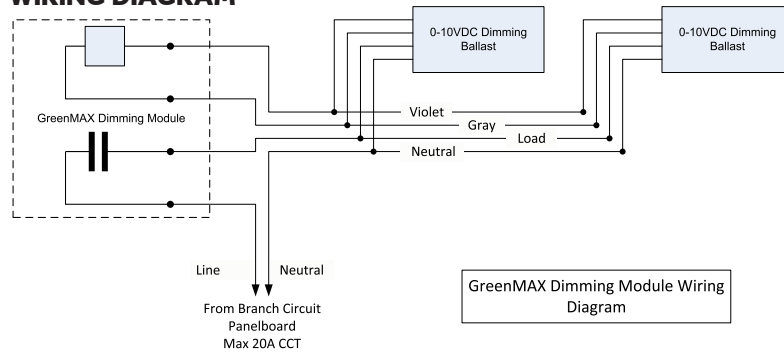 WIRING DIAGRAM
0-10VDC Dimming
Ballast
0-10VDC Dimming
Ballast
GreenMAX Dimming Module
Violet
Gray
Load
Neutral
Line
Neutral
From Branch Circuit
Panelboard
Max 20A CCT
GreenMAX Dimming Module Wiring
Diagram